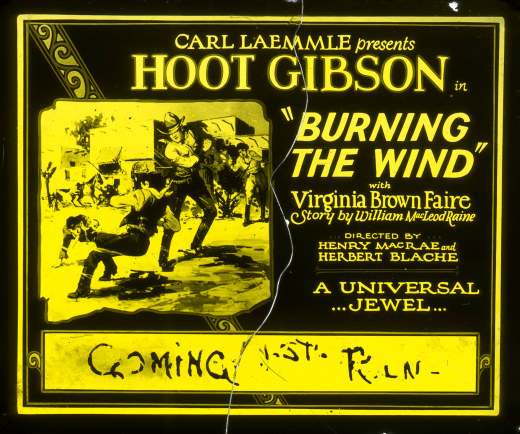 CARL LAEMMLE presents
HOOT GIBSON in
"BURNING
THE WIND"
with
Virginia Brown Faire
Story by William MacLeod Raine
DIRECTED BY
HENRY MACRAE and
HERBERT BLACHÉ
A UNIVERSAL
...JEWEL...
COMING